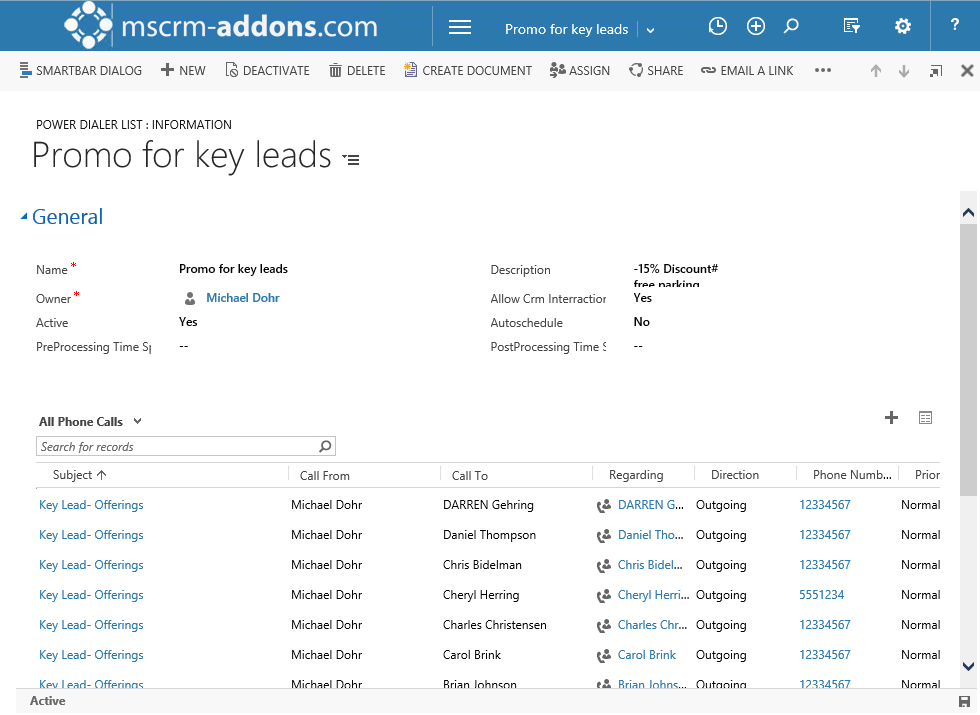 mscrm-addons.com Promo for key leads ?
SMARTBAR DIALOG NEW DEACTIVATE DELETE CREATE DOCUMENT ASSIGN SHARE EMAIL A LINK
POWER DIALER LIST : INFORMATION
Promo for key leads
General
Name * Promo for key leads Description -15% Discount#
free parking
Owner * Michael Dohr Allow Crm Interraction Yes
Active Yes Autoschedule No
PreProcessing Time Sp -- PostProcessing Time S --
All Phone Calls
Search for records
Subject Call From Call To Regarding Direction Phone Numb... Prior
Key Lead- Offerings Michael Dohr DARREN Gehring DARREN G... Outgoing 12334567 Normal
Key Lead- Offerings Michael Dohr Daniel Thompson Daniel Tho... Outgoing 12334567 Normal
Key Lead- Offerings Michael Dohr Chris Bidelman Chris Bidel... Outgoing 12334567 Normal
Key Lead- Offerings Michael Dohr Cheryl Herring Cheryl Herri... Outgoing 5551234 Normal
Key Lead- Offerings Michael Dohr Charles Christensen Charles Chr... Outgoing 12334567 Normal
Key Lead- Offerings Michael Dohr Carol Brink Carol Brink Outgoing 12334567 Normal
Key Lead- Offerings Michael Dohr Brian Johnson Brian Johns... Outgoing 12334567 Normal
Active